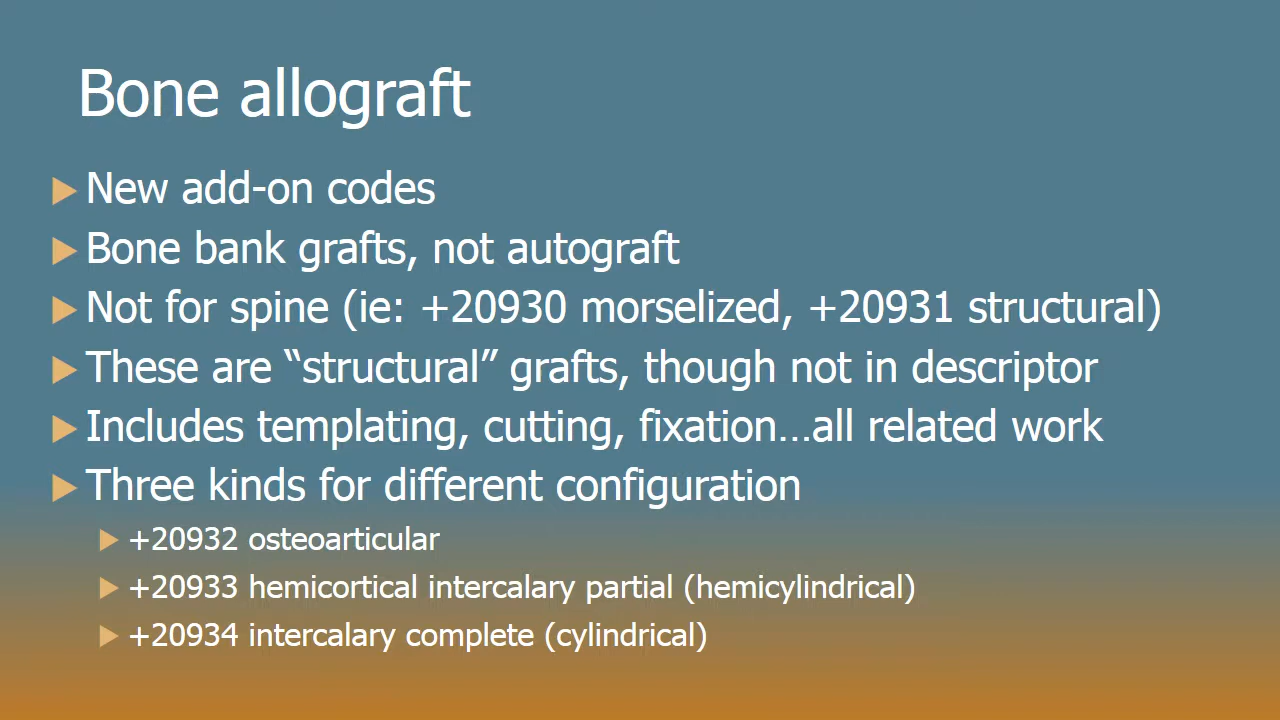 Bone allograft
New add-on codes
Bone bank grafts, not autograft
Not for spine (ie: +20930 morselized, +20931 structural)
These are “structural” grafts, though not in descriptor
Includes templating, cutting, fixation…all related work
Three kinds for different configuration
+20932 osteoarticular
+20933 hemicortical intercalary partial (hemicylindrical)
+20934 intercalary complete (cylindrical)